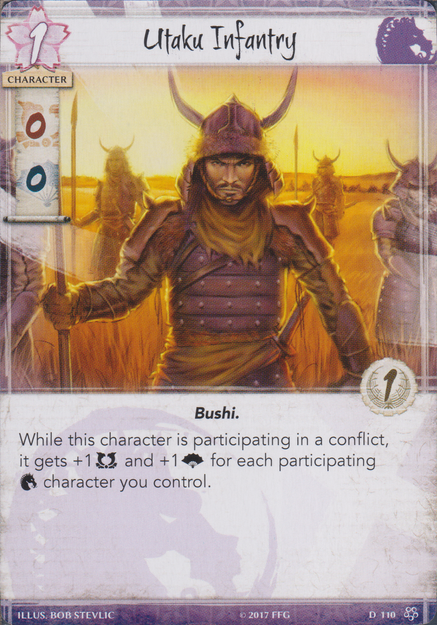 1
Utaku Infantry
CHARACTER
0
0
1
Bushi.
While this character is participating in a conflict,
it gets +1 and +1 for each participating
character you control.
ILLUS. BOB STEVLIC © 2017 FFG D 110